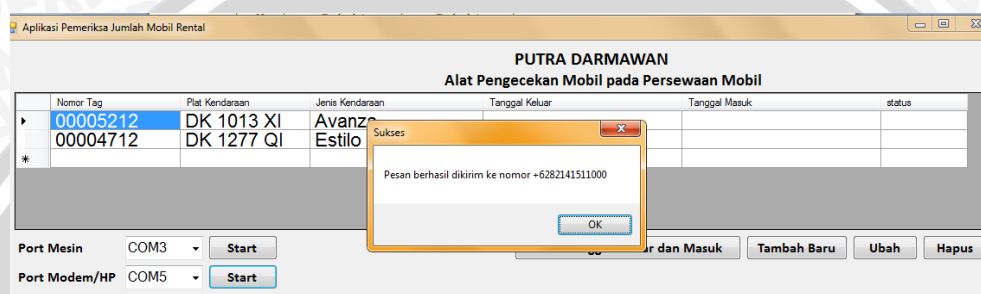 Aplikasi Pemeriksa Jumlah Mobil Rental
PUTRA DARMAWAN
Alat Pengecekan Mobil pada Persewaan Mobil
Nomor Tag Plat Kendaraan Jenis Kendaraan Tanggal Keluar Tanggal Masuk status
00005212 DK 1013 XI Avanza
00004712 DK 1277 QI Estilo
Sukses
Pesan berhasil dikirim ke nomor +6282141511000
OK
Port Mesin COM3 Start dan Masuk Tambah Baru Ubah Hapus
Port Modem/HP COM5 Start